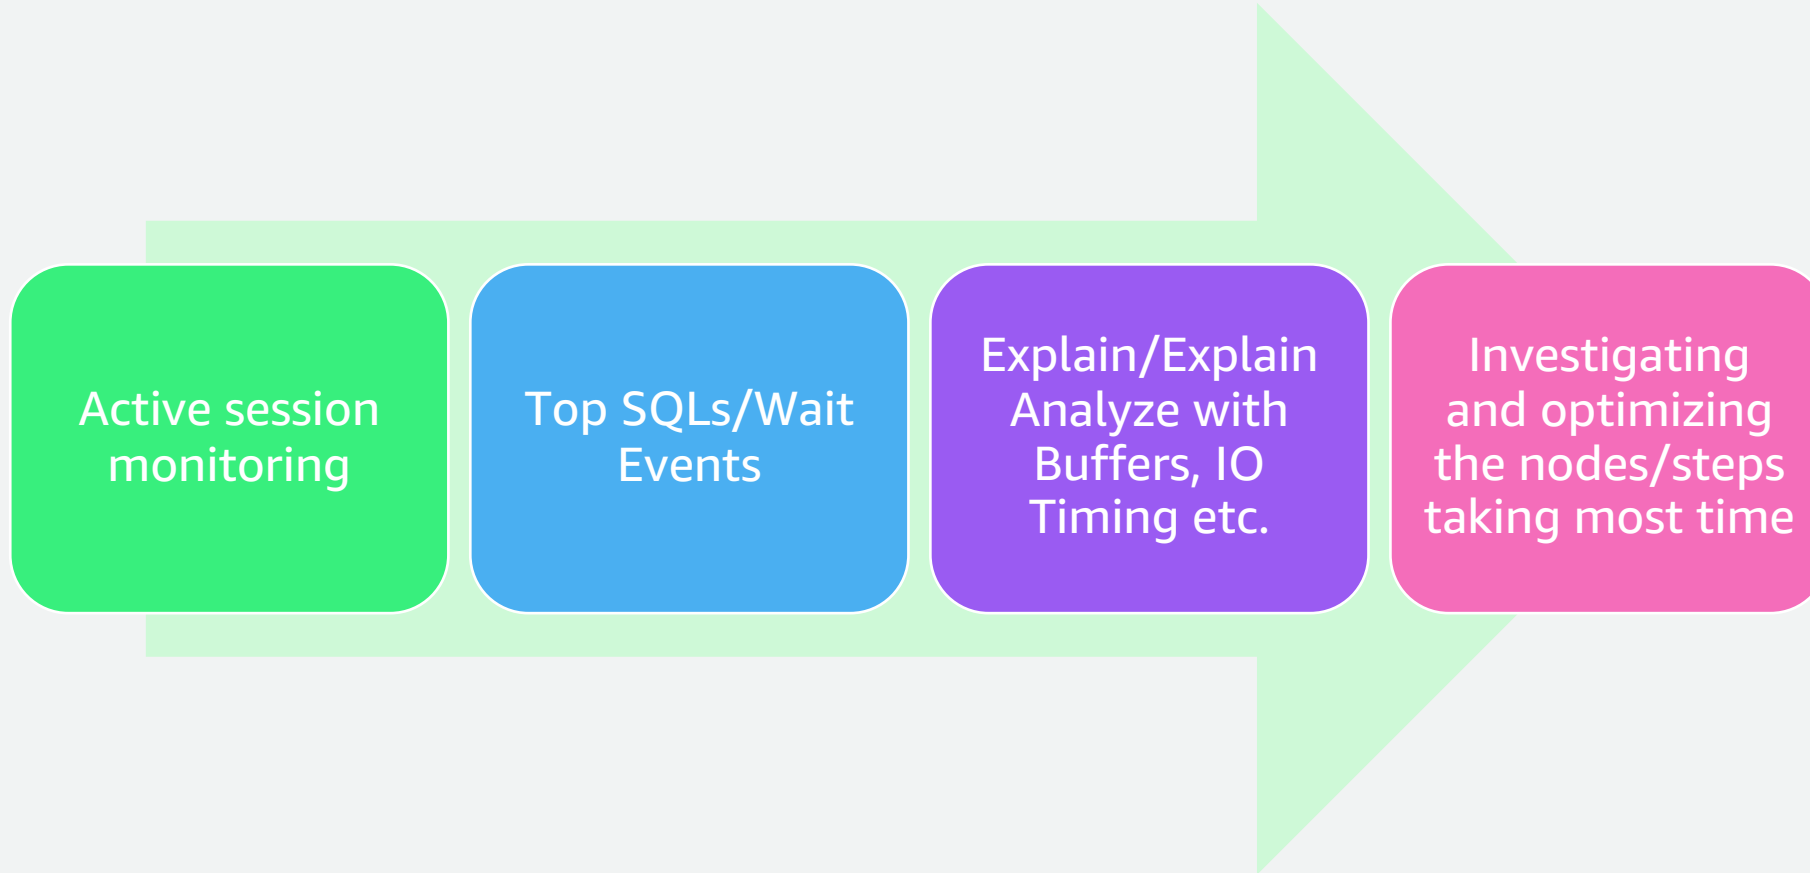 Active session
monitoring
Top SQLs/Wait
Events
Explain/Explain
Analyze with
Buffers, IO
Timing etc.
Investigating
and optimizing
the nodes/steps
taking most time